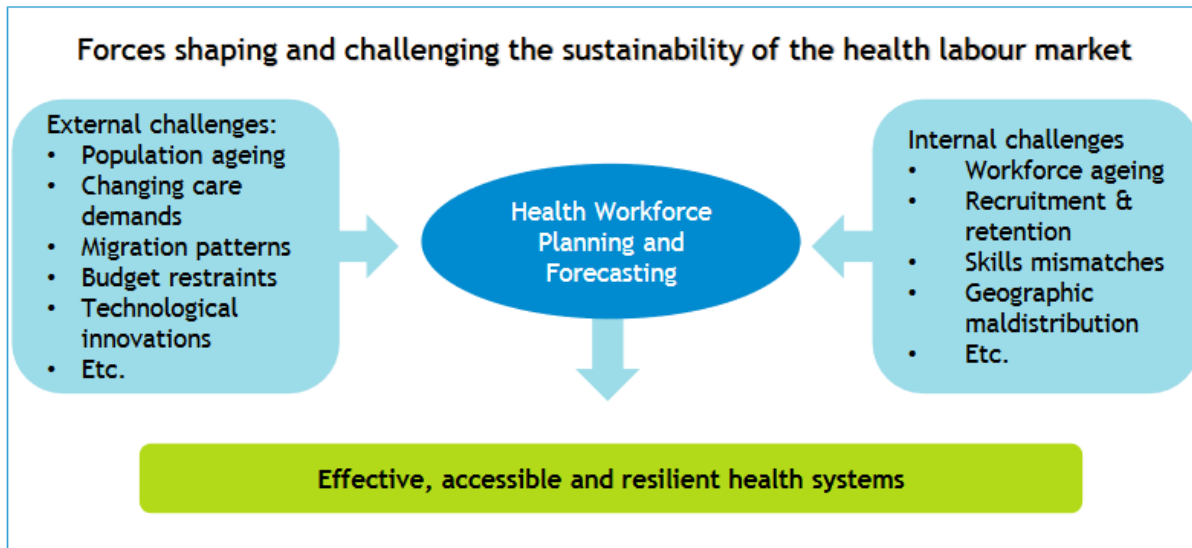 Forces shaping and challenging the sustainability of the health labour market
External challenges:
• Population ageing
• Changing care
demands
• Migration patterns
• Budget restraints
• Technological
innovations
• Etc.
Health Workforce
Planning and
Forecasting
Internal challenges
• Workforce ageing
• Recruitment &
retention
• Skills mismatches
• Geographic
maldistribution
• Etc.
Effective, accessible and resilient health systems